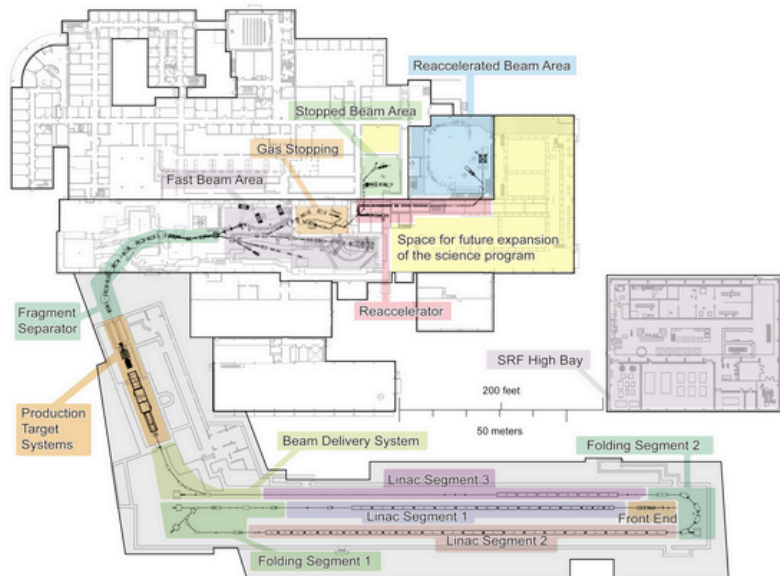 Reaccelerated Beam Area
Stopped Beam Area
Gas Stopping
Fast Beam Area
Space for future expansion
of the science program
Fragment
Separator
Reaccelerator
SRF High Bay
200 feet
50 meters
Production
Target
Systems
Beam Delivery System
Folding Segment 2
Linac Segment 3
Linac Segment 1
Front End
Linac Segment 2
Folding Segment 1